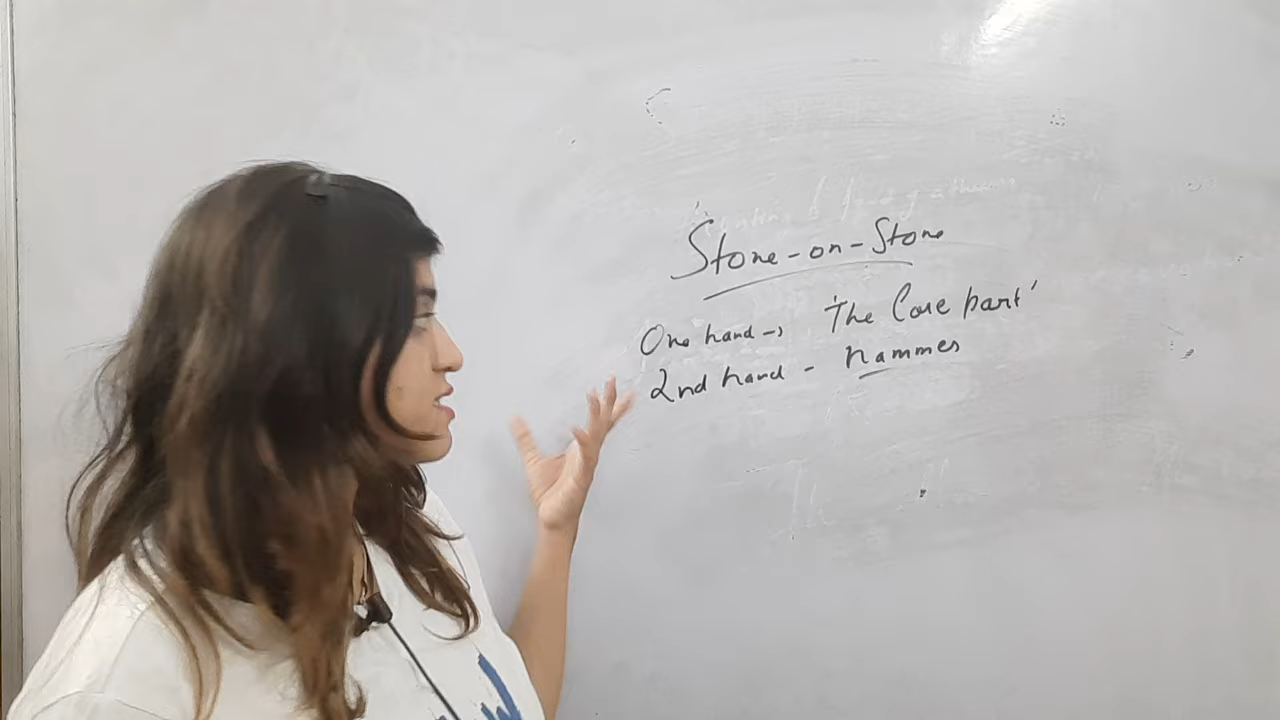 Stone-on-Stone
One hand → 'The Core part'
2nd hand - hammer